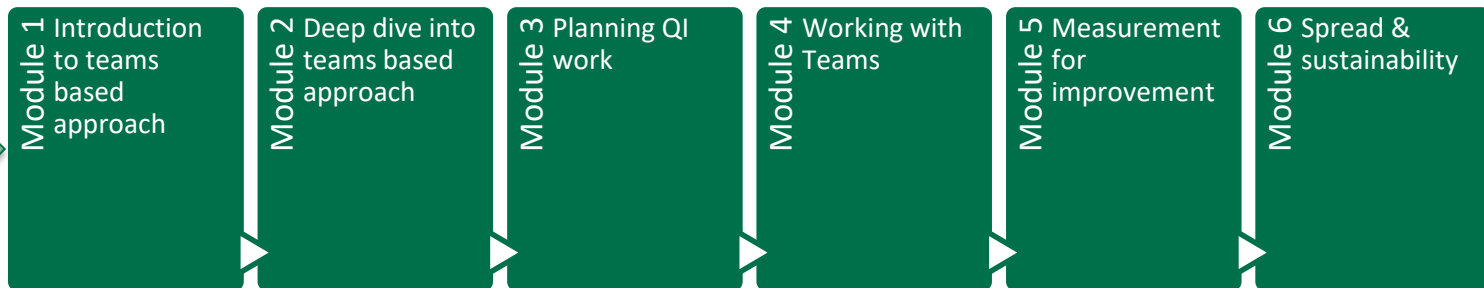 Module 1
Introduction
to teams
based
approach
Module 2
Deep dive into
teams based
approach
Module 3
Planning QI
work
Module 4
Working with
Teams
Module 5
Measurement
for
improvement
Module 6
Spread &
sustainability